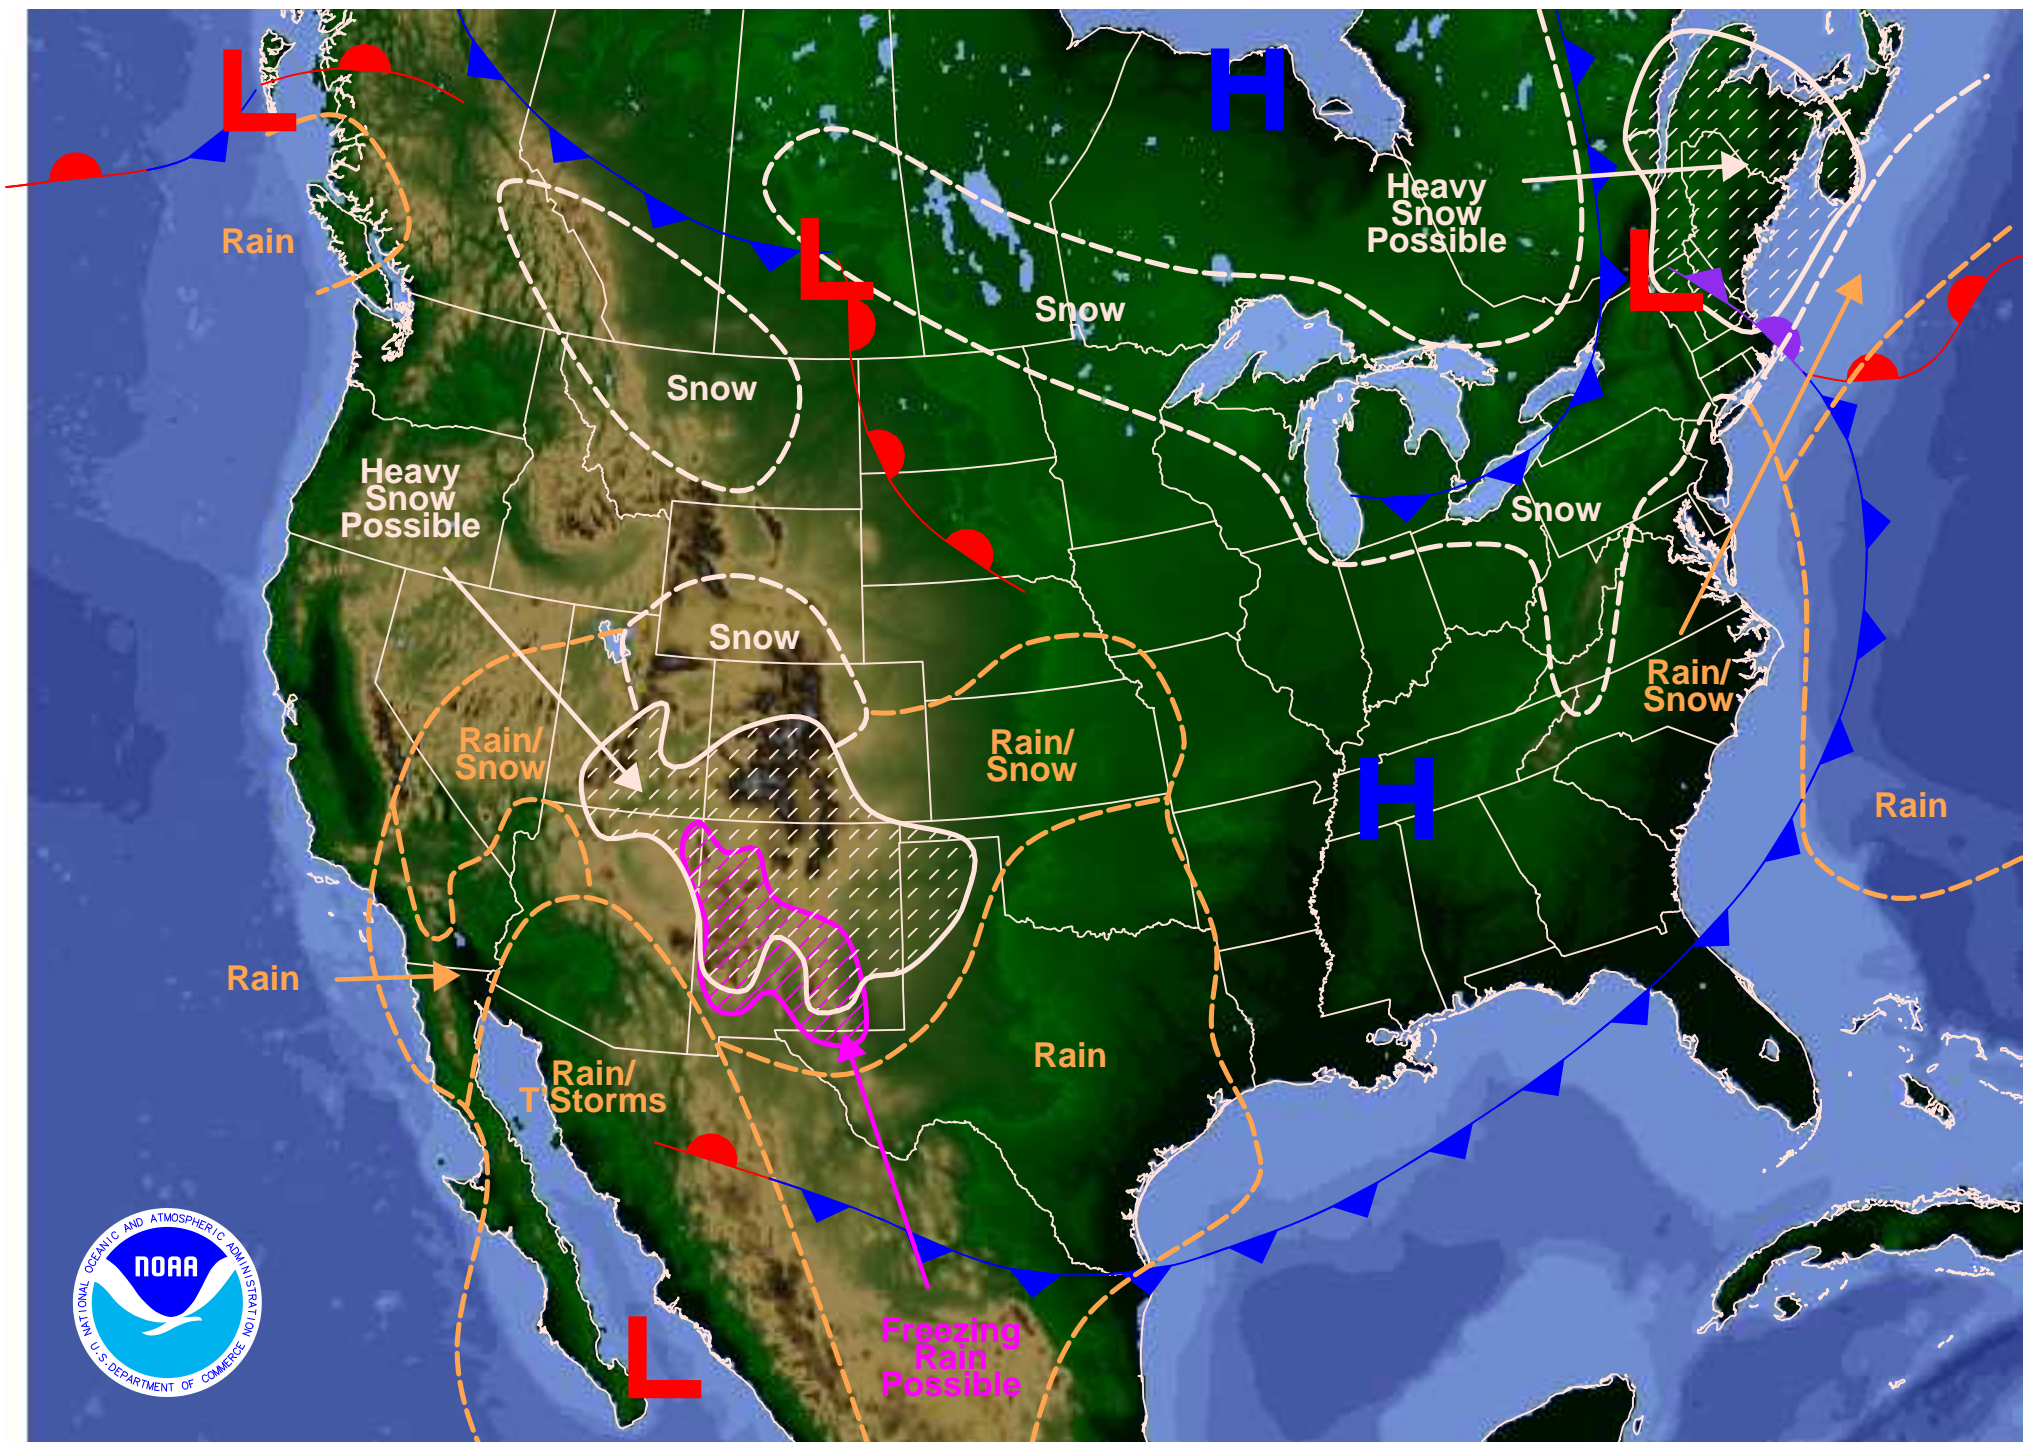 L
H
Heavy
Snow
Possible
Rain
L
L
Snow
Snow
Heavy
Snow
Possible
Snow
Snow
Rain/
Snow
Rain/
Snow
Rain/
Snow
H
Rain
Rain
Rain
Rain/
T'Storms
Freezing
Rain
Possible
L
NATIONAL OCEANIC AND ATMOSPHERIC ADMINISTRATION
NOAA
U.S. DEPARTMENT OF COMMERCE